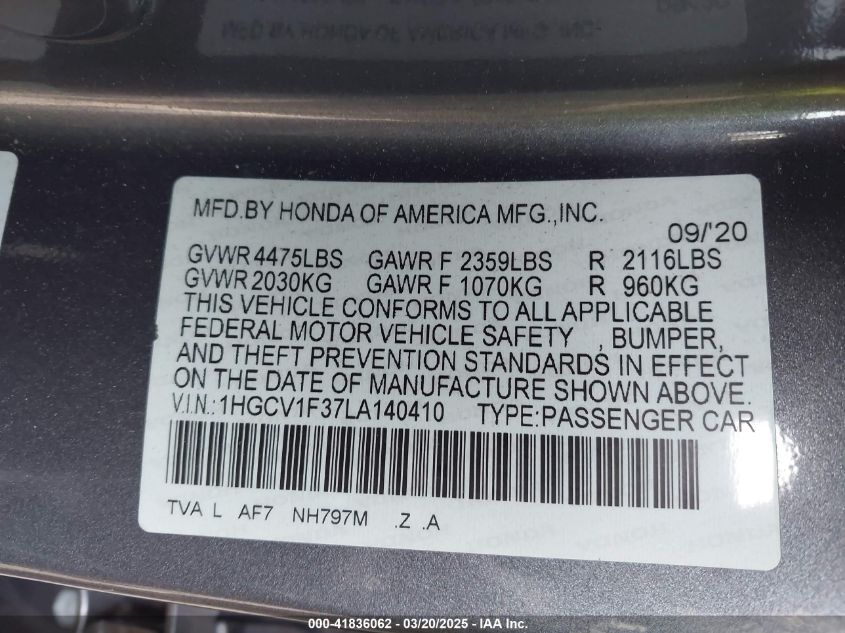 MFD.BY HONDA OF AMERICA MFG.,INC.
09/'20
GVWR 4475LBS GAWR F 2359LBS R 2116LBS
GVWR 2030KG GAWR F 1070KG R 960KG
THIS VEHICLE CONFORMS TO ALL APPLICABLE
FEDERAL MOTOR VEHICLE SAFETY , BUMPER,
AND THEFT PREVENTION STANDARDS IN EFFECT
ON THE DATE OF MANUFACTURE SHOWN ABOVE.
V.I.N.:1HGCV1F37LA140410 TYPE:PASSENGER CAR
TVA L AF7 NH797M .Z .A
000-41836062 - 03/20/2025 - IAA Inc.